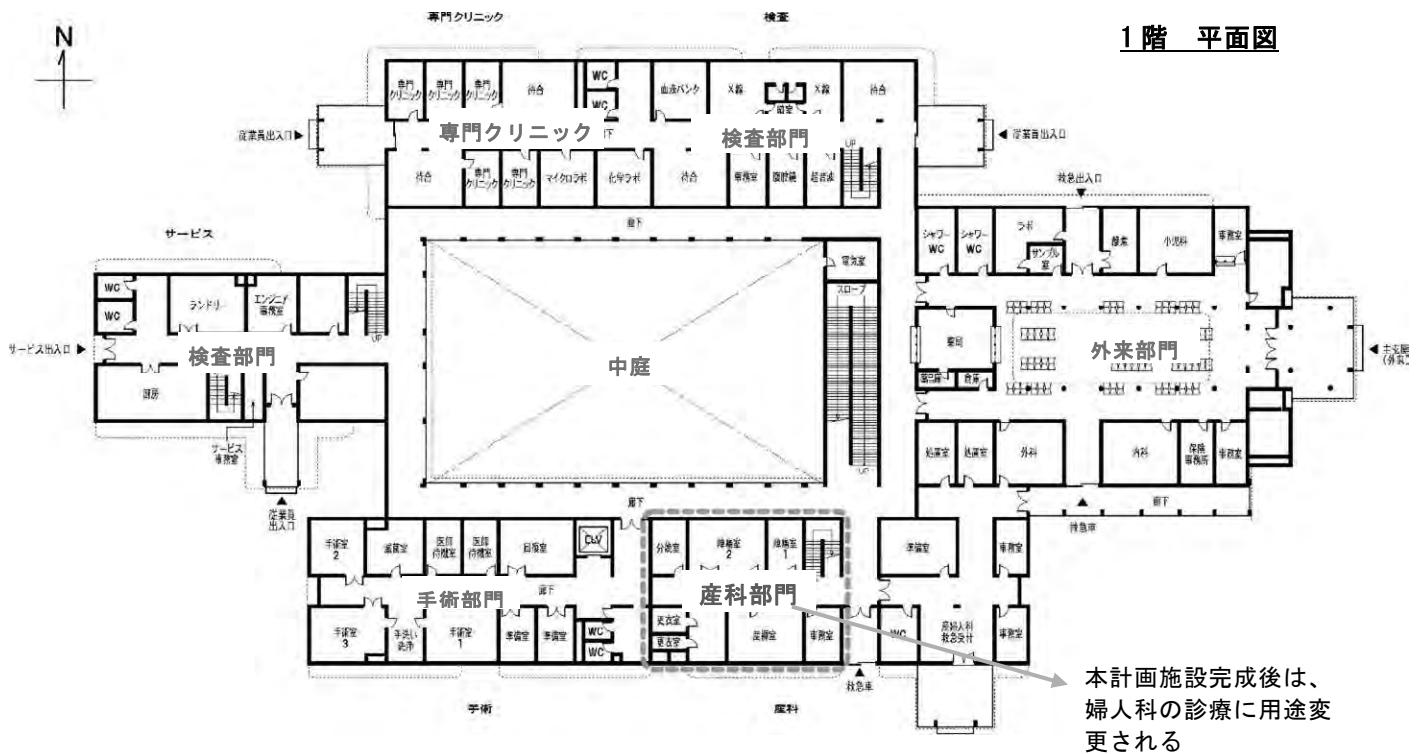 専門クリニック
検査
1階 平面図
N
専門
クリニック
専門
クリニック
専門
クリニック
待合
WC
WC
血液バンク
X線
X線
待合
従業員出入口
専門クリニック
検査部門
従業員出入口
UP
待合
専門
クリニック
専門
クリニック
マイクロラボ
化学ラボ
待合
事務室
腹腔鏡
超音波
救急出入口
サービス
廊下
シャワー
WC
シャワー
WC
ラボ
サンプル
室
酸素
小児科
事務室
電気室
スロープ
WC
WC
ランドリー
エンジニア
事務室
UP
サービス出入口
検査部門
中庭
薬局
外来部門
主玄関
(外来)
厨房
倉庫
サービス
事務室
処置室
処置室
外科
内科
保険
事務所
事務室
UP
従業員
出入口
廊下
救急車
廊下
手術室
2
滅菌室
医師
待機室
医師
待機室
回復室
分娩室
陣痛室
2
陣痛室
1
準備室
事務室
手術部門
廊下
産科部門
手術室
3
手洗い
洗浄
手術室
1
準備室
準備室
WC
WC
更衣室
更衣室
産褥室
事務室
WC
産婦人科
救急受付
事務室
手術
産科
救急車
本計画施設完成後は、
婦人科の診療に用途変
更される